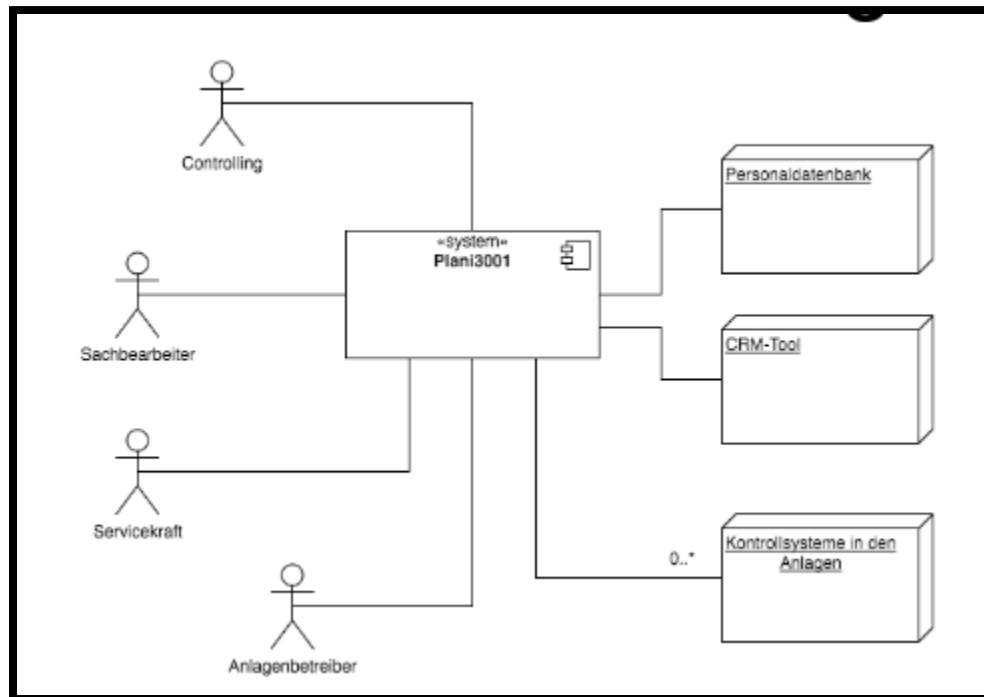 Controlling
Personaldatenbank
«system»
Plani3001
CRM-Tool
Sachbearbeiter
Servicekraft
Kontrollsysteme in den
Anlagen
0..*
Anlagenbetreiber